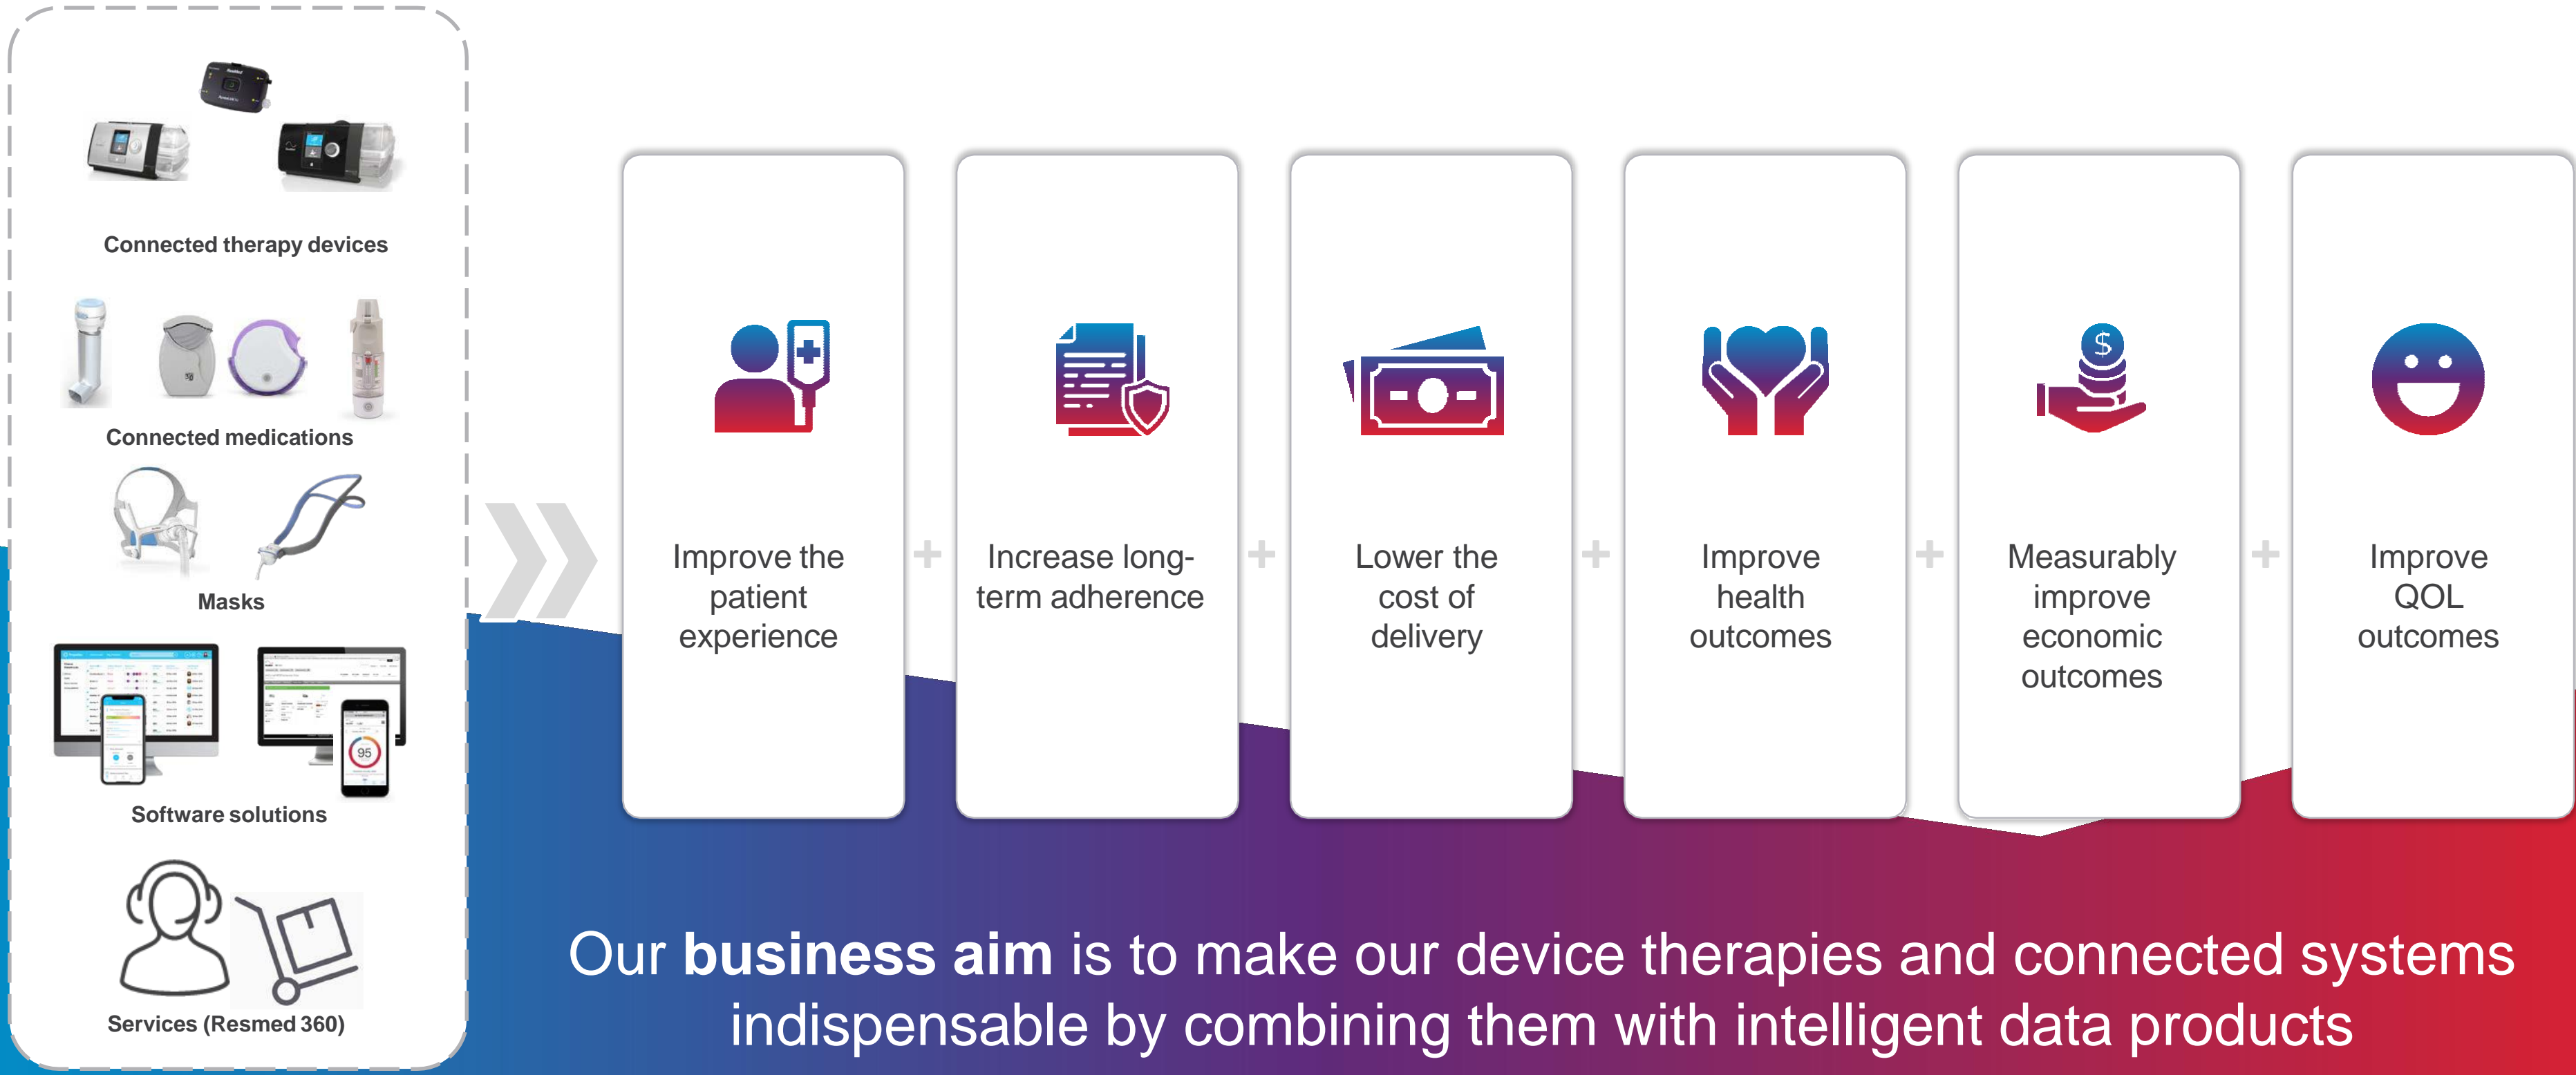 Connected therapy devices
Connected medications
Masks
95
Software solutions
Services (Resmed 360)
Improve the
patient
experience
+
Increase long-
term adherence
+
Lower the
cost of
delivery
+
Improve
health
outcomes
+
$
Measurably
improve
economic
outcomes
+
Improve
QOL
outcomes
Our business aim is to make our device therapies and connected systems
indispensable by combining them with intelligent data products